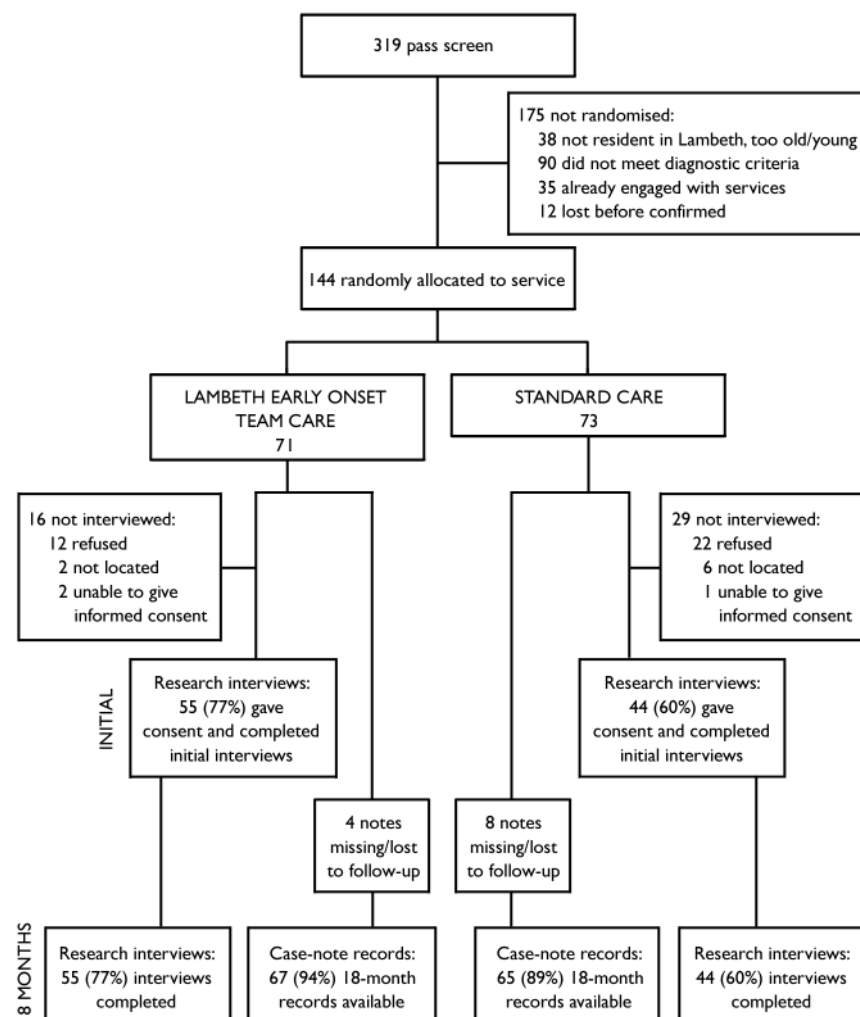 319 pass screen
175 not randomised:
38 not resident in Lambeth, too old/young
90 did not meet diagnostic criteria
35 already engaged with services
12 lost before confirmed
144 randomly allocated to service
LAMBETH EARLY ONSET
TEAM CARE
71
STANDARD CARE
73
16 not interviewed:
12 refused
2 not located
2 unable to give
informed consent
29 not interviewed:
22 refused
6 not located
1 unable to give
informed consent
INITIAL
Research interviews:
55 (77%) gave
consent and completed
initial interviews
Research interviews:
44 (60%) gave
consent and completed
initial interviews
4 notes
missing/lost
to follow-up
8 notes
missing/lost
to follow-up
8 MONTHS
Research interviews:
55 (77%) interviews
completed
Case-note records:
67 (94%) 18-month
records available
Case-note records:
65 (89%) 18-month
records available
Research interviews:
44 (60%) interviews
completed